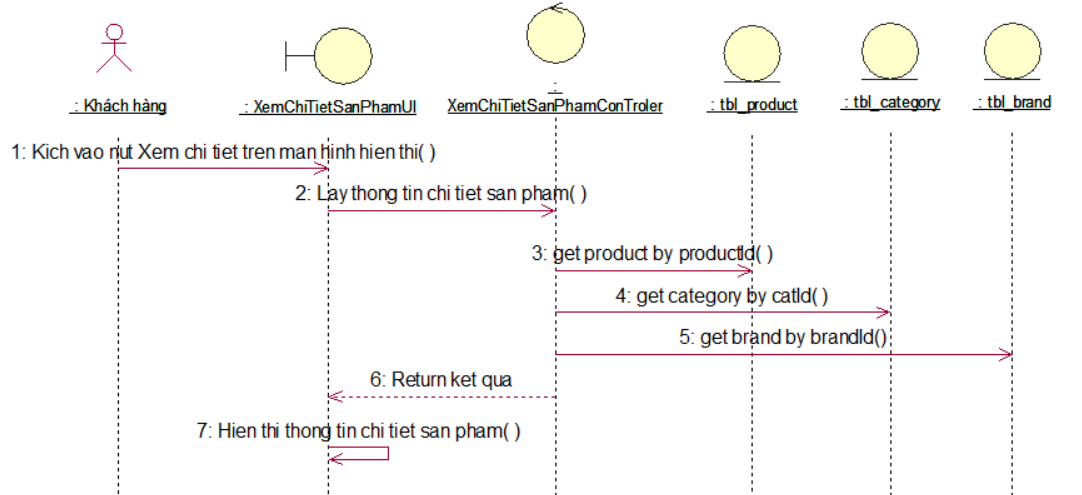 : Khách hàng
: XemChiTietSanPhamUI
:
XemChiTietSanPhamConTroler
: tbl_product
: tbl_category
: tbl_brand
1: Kich vao nut Xem chi tiet tren man hinh hien thi( )
2: Lay thong tin chi tiet san pham( )
3: get product by productId( )
4: get category by catId( )
5: get brand by brandId()
6: Return ket qua
7: Hien thi thong tin chi tiet san pham( )